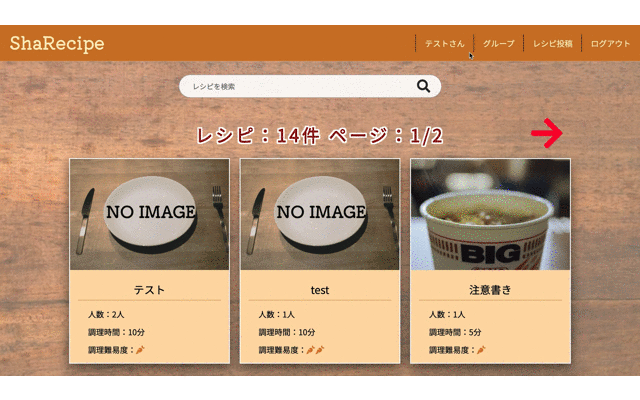 ShaRecipe
テストさん
グループ
レシピ投稿
ログアウト
レシピを検索
レシピ：14件 ページ：1/2
NO IMAGE
NO IMAGE
BIG
テスト
test
注意書き
人数：2人
人数：1人
人数：1人
調理時間：10分
調理時間：10分
調理時間：5分
調理難易度：
調理難易度：
調理難易度：